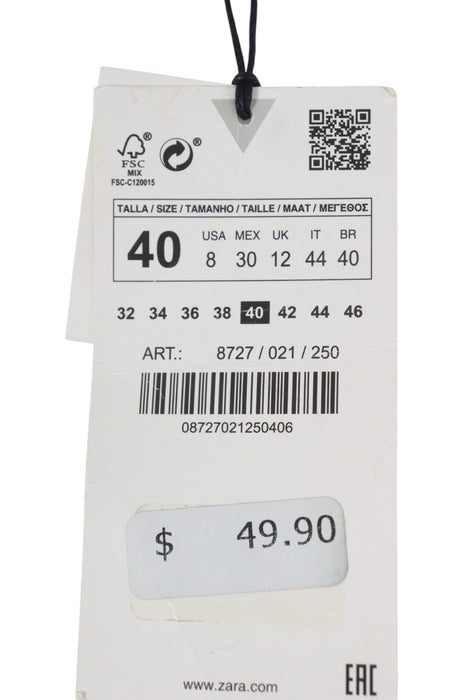 FSC®
MIX
FSC-C120015
®
TALLA / SIZE / TAMANHO / TAILLE / MAAT / ΜΕΓΕΘΟΣ
40
USA MEX UK IT BR
8 30 12 44 40
32 34 36 38 40 42 44 46
ART.: 8727 / 021 / 250
08727021250406
$ 49.90
www.zara.com
EAC